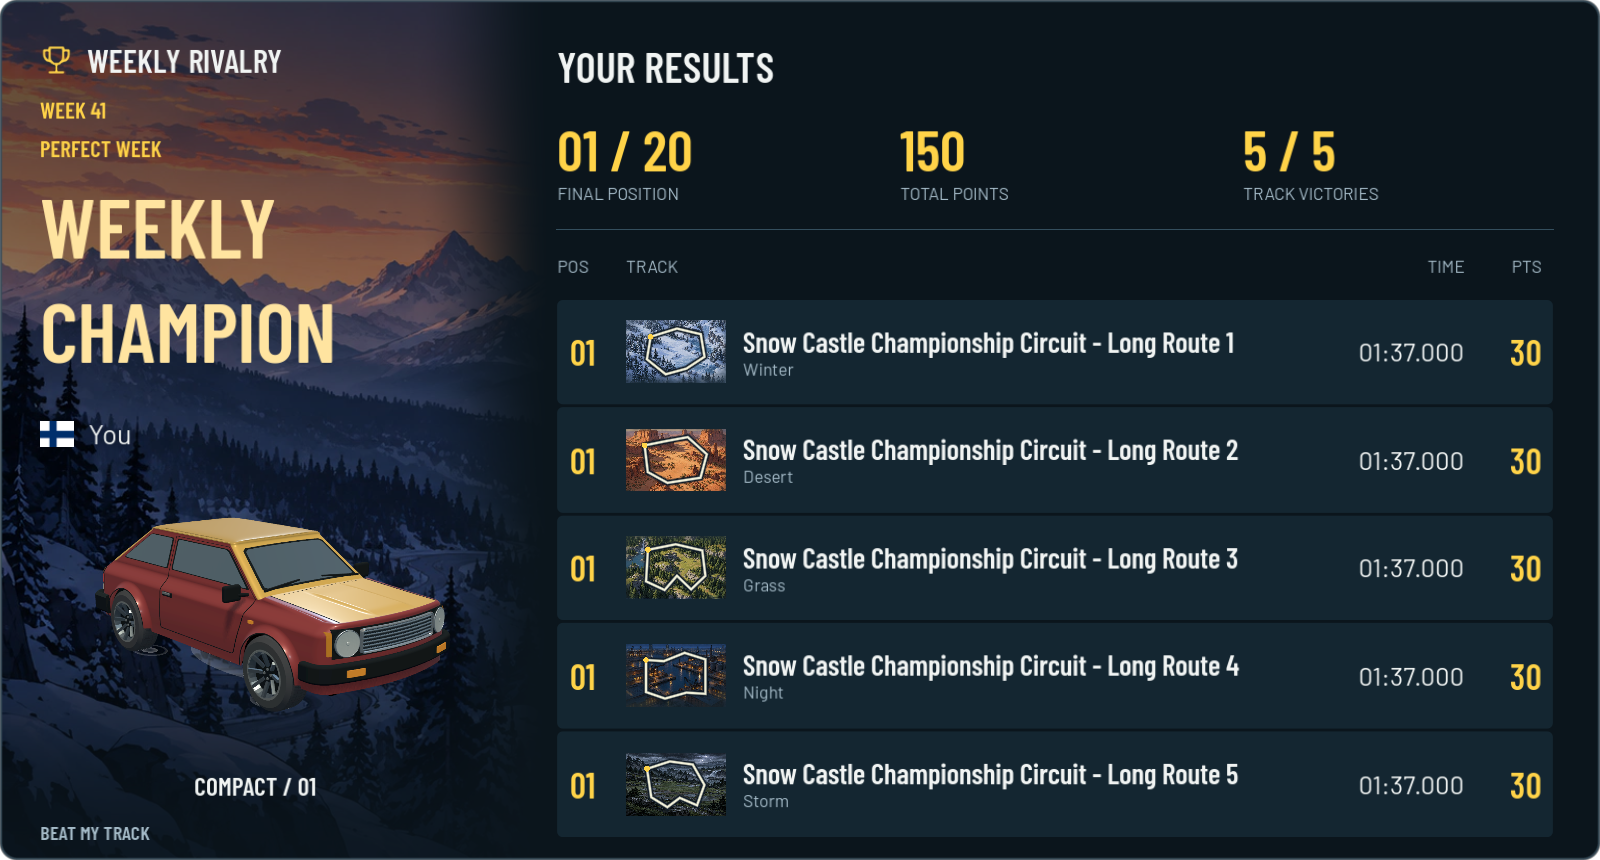 WEEKLY RIVALRY
WEEK 41
PERFECT WEEK
WEEKLY
CHAMPION
You
COMPACT / 01
BEAT MY TRACK
YOUR RESULTS
01 / 20
FINAL POSITION
150
TOTAL POINTS
5 / 5
TRACK VICTORIES
POS TRACK TIME PTS
01 Snow Castle Championship Circuit - Long Route 1 01:37.000 30
Winter
01 Snow Castle Championship Circuit - Long Route 2 01:37.000 30
Desert
01 Snow Castle Championship Circuit - Long Route 3 01:37.000 30
Grass
01 Snow Castle Championship Circuit - Long Route 4 01:37.000 30
Night
01 Snow Castle Championship Circuit - Long Route 5 01:37.000 30
Storm